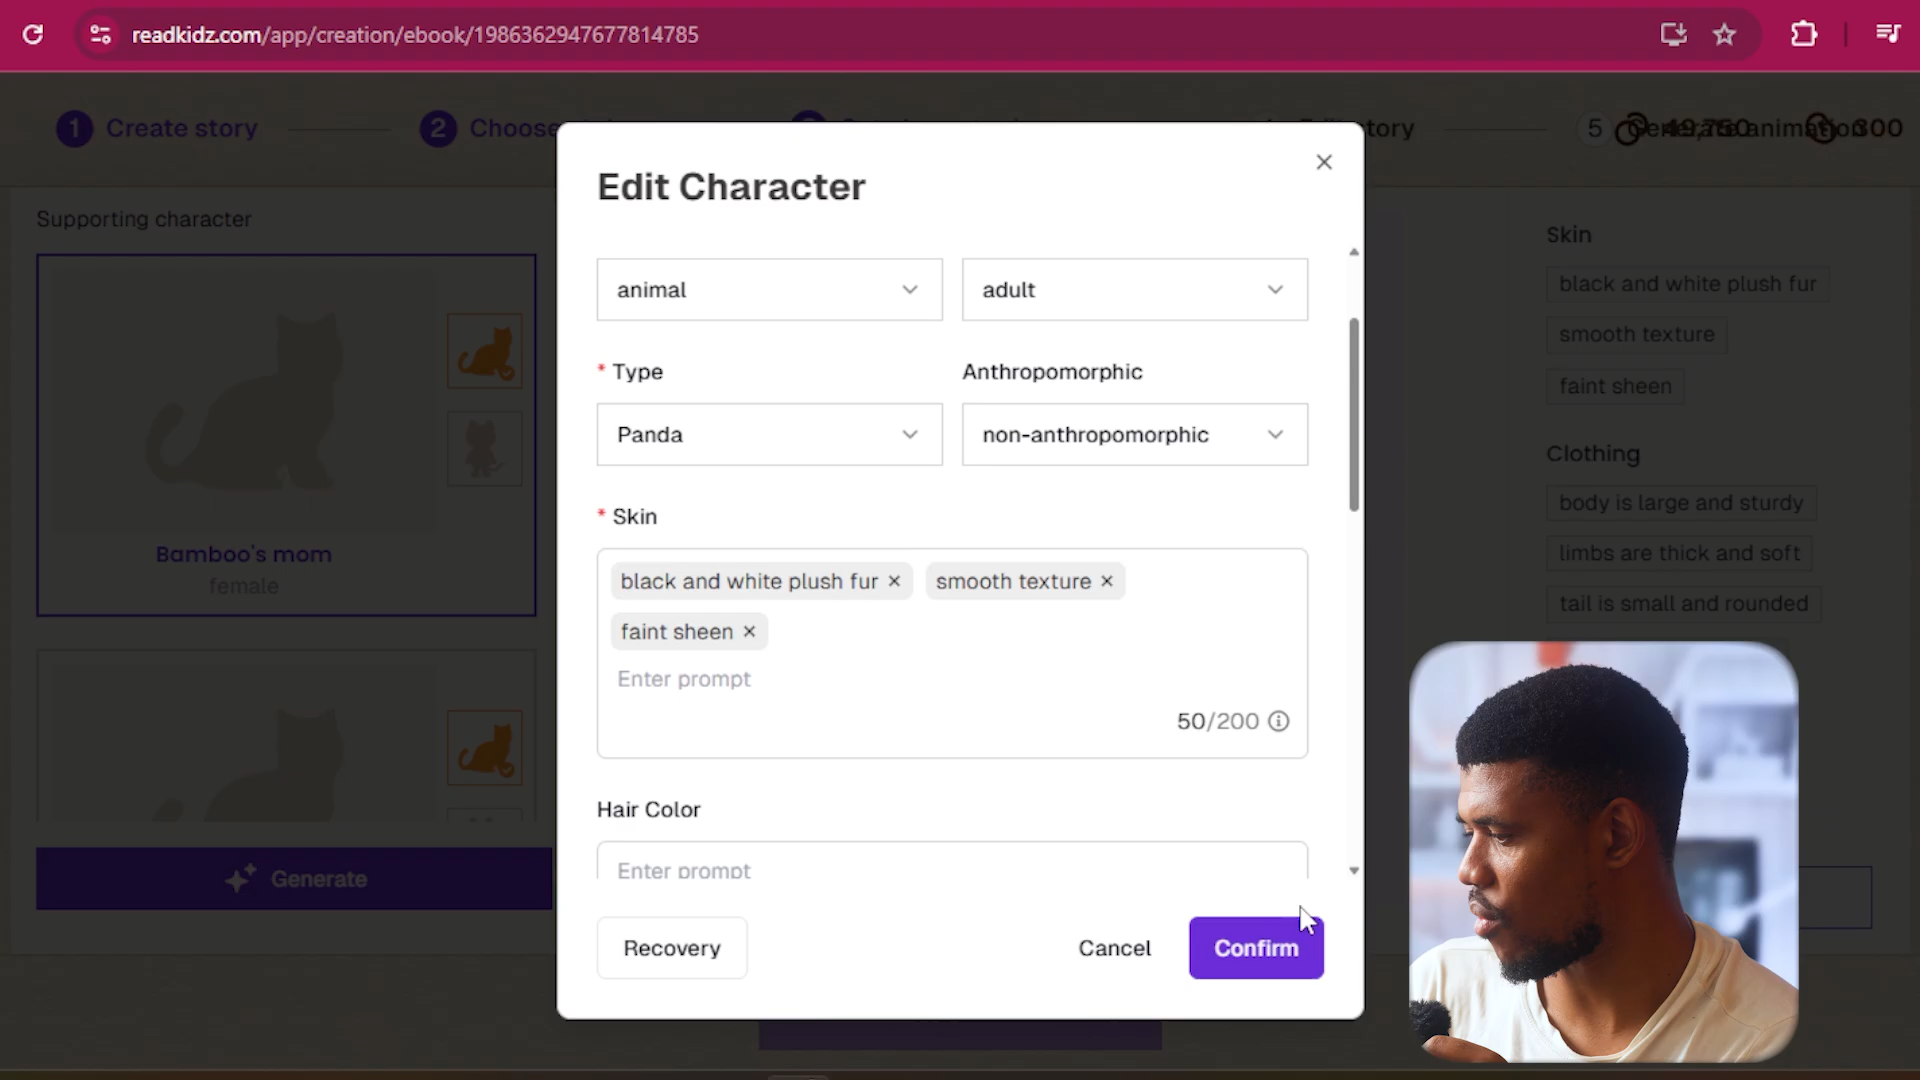 readkidz.com/app/creation/ebook/1986362947677814785
1 Create story
2 Choose
story
5
animation
300
Edit Character
Supporting character
Bamboo's mom
female
Generate
animal
adult
* Type
Anthropomorphic
Panda
non-anthropomorphic
* Skin
black and white plush fur × smooth texture ×
faint sheen ×
Enter prompt
50/200
Hair Color
Enter prompt
Recovery
Cancel
Confirm
Skin
black and white plush fur
smooth texture
faint sheen
Clothing
body is large and sturdy
limbs are thick and soft
tail is small and rounded